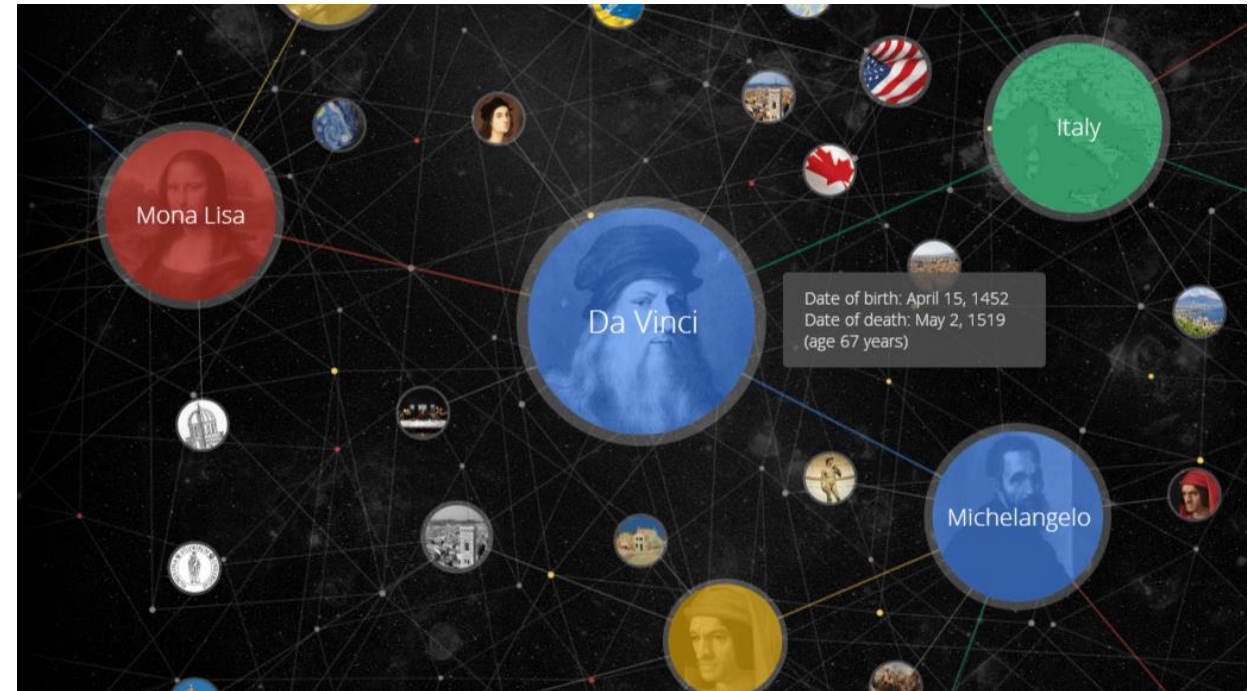 Italy
Mona Lisa
Da Vinci
Date of birth: April 15, 1452
Date of death: May 2, 1519
(age 67 years)
Michelangelo